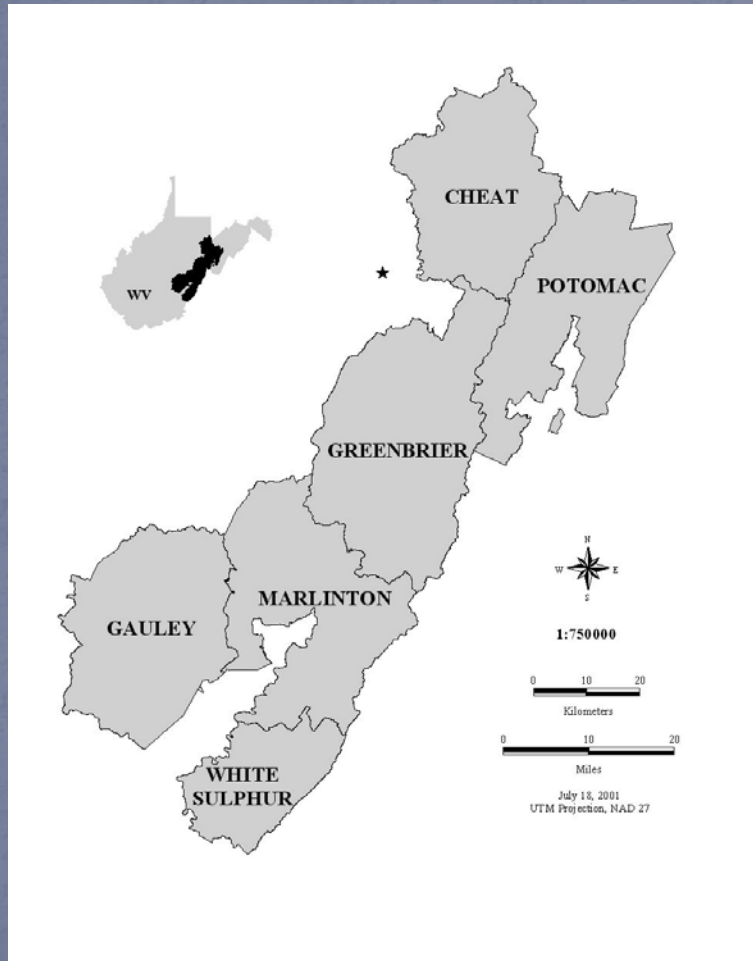 CHEAT
POTOMAC
WV
GREENBRIER
MARLINTON
GAULEY
WHITE
SULPHUR
N
W E
S
1:750000
0 10 20
Kilometers
0 10 20
Miles
July 18, 2001
UTM Projection, NAD 27